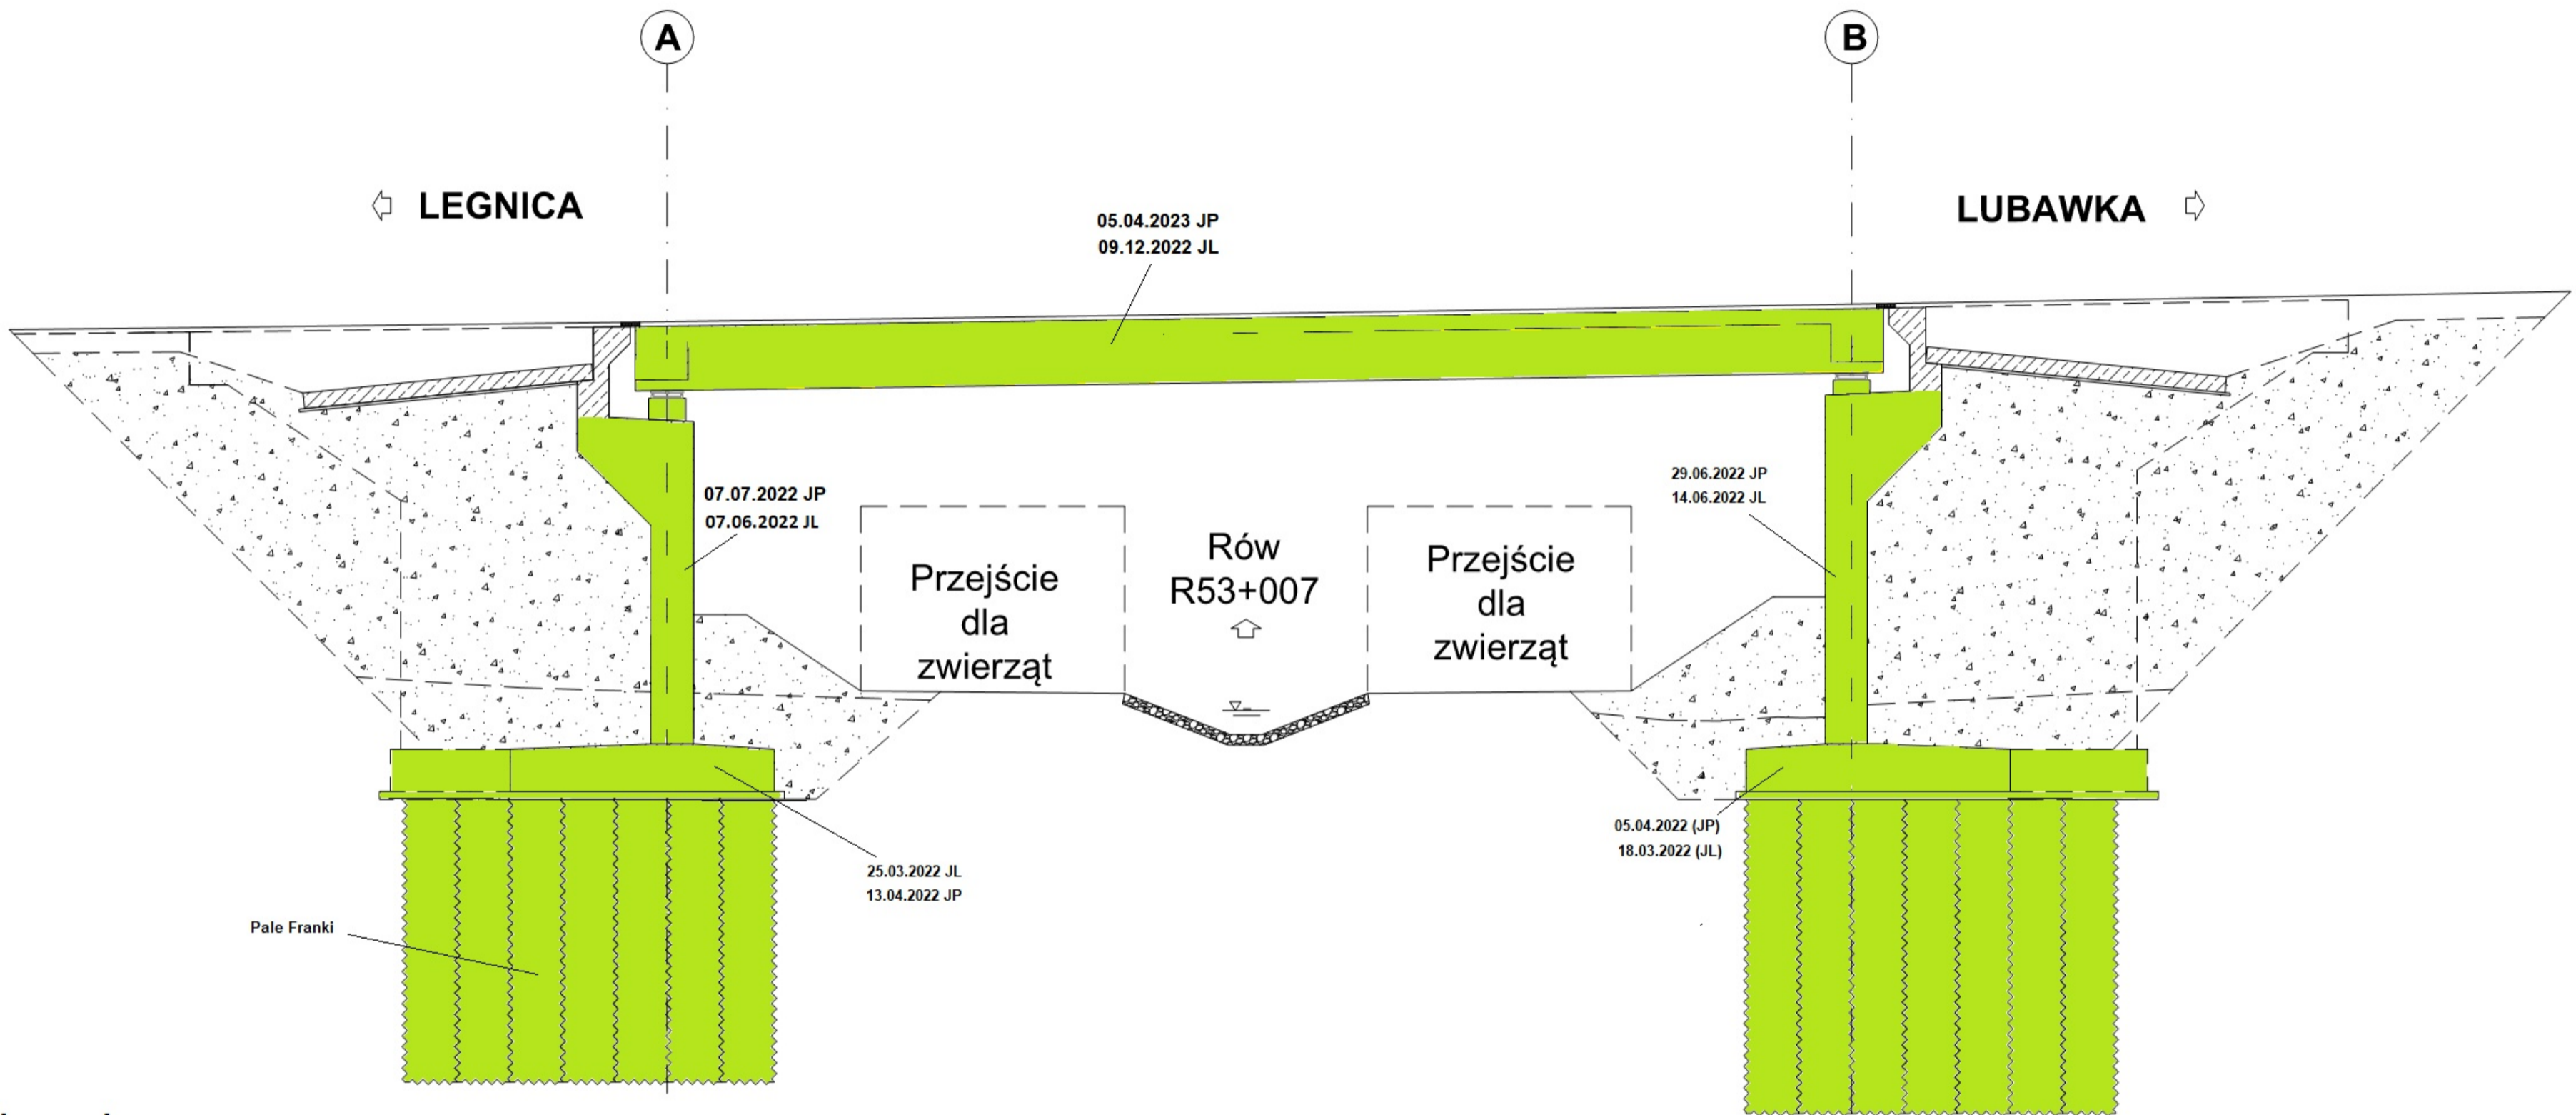 A
B
LEGNICA
LUBAWKA
05.04.2023 JP
09.12.2022 JL
07.07.2022 JP
07.06.2022 JL
29.06.2022 JP
14.06.2022 JL
Przejście
dla
zwierząt
Rów
R53+007
Przejście
dla
zwierząt
25.03.2022 JL
13.04.2022 JP
05.04.2022 (JP)
18.03.2022 (JL)
Pale Franki